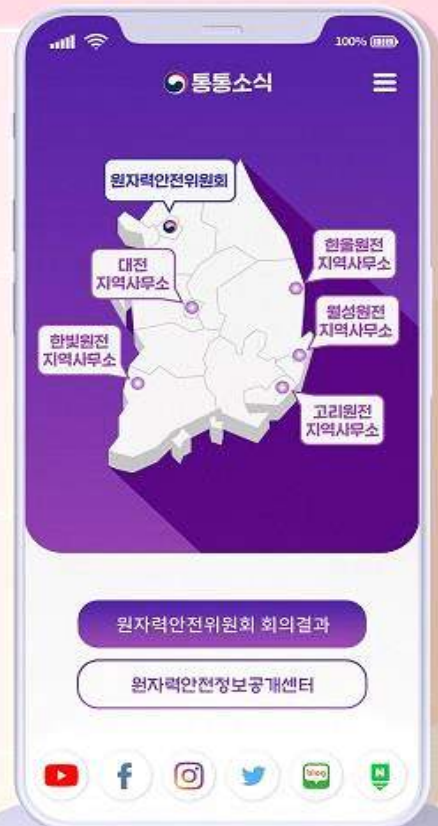 100%
통통소식
원자력안전위원회
한울원전
지역사무소
대전
지역사무소
월성원전
지역사무소
한빛원전
지역사무소
고리원전
지역사무소
원자력안전위원회 회의결과
원자력안전정보공개센터
blog
N